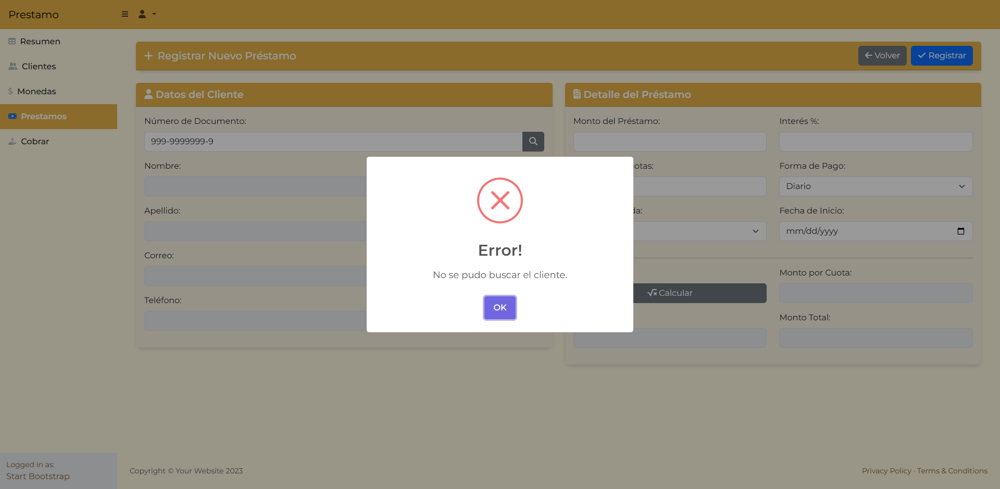 Prestamo
Resumen
Clientes
Monedas
Prestamos
Cobrar
Registrar Nuevo Préstamo
Volver
Registrar
Datos del Cliente
Número de Documento:
999-9999999-9
Nombre:
Apellido:
Correo:
Teléfono:
Detalle del Préstamo
Monto del Préstamo:
Interés %:
Forma de Pago:
Diario
Fecha de Inicio:
mm/dd/yyyy
Calcular
Monto por Cuota:
Monto Total:
Error!
No se pudo buscar el cliente.
OK
Logged in as:
Start Bootstrap
Copyright © Your Website 2023
Privacy Policy · Terms & Conditions